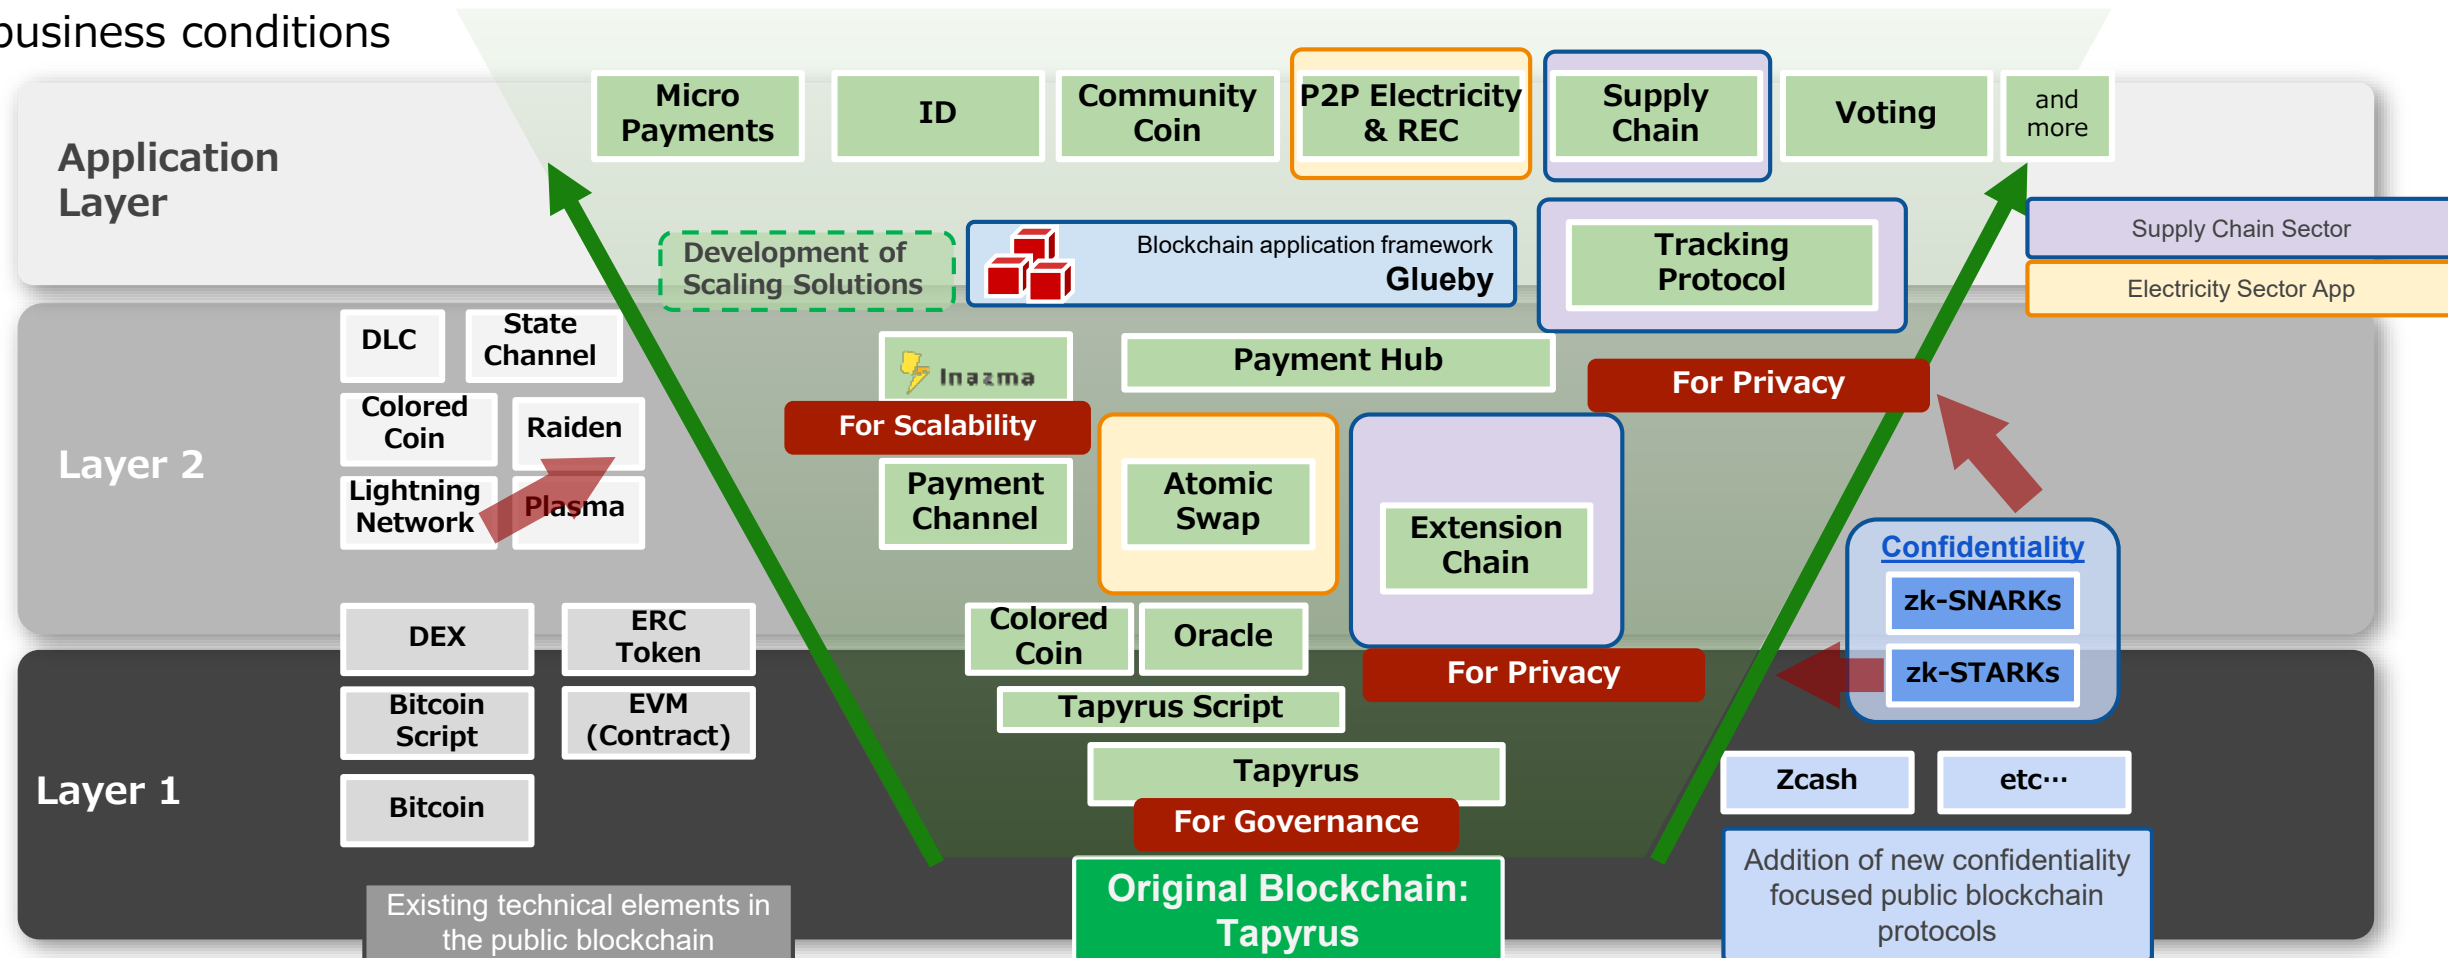 business conditions
Micro
Payments
ID
Community
Coin
P2P Electricity
& REC
Supply
Chain
Voting
and
more
Application
Layer
Development of
Scaling Solutions
Blockchain application framework
Glueby
Tracking
Protocol
Supply Chain Sector
Electricity Sector App
DLC
State
Channel
Colored
Coin
Raiden
Lightning
Network
Plasma
Layer 2
Inazma
Payment Hub
For Privacy
For Scalability
Payment
Channel
Atomic
Swap
Extension
Chain
Confidentiality
zk-SNARKs
zk-STARKs
DEX
ERC
Token
Colored
Coin
Oracle
For Privacy
Bitcoin
Script
EVM
(Contract)
Tapyrus Script
Layer 1
Bitcoin
Tapyrus
For Governance
Zcash
etc…
Existing technical elements in
the public blockchain
Original Blockchain:
Tapyrus
Addition of new confidentiality
focused public blockchain
protocols